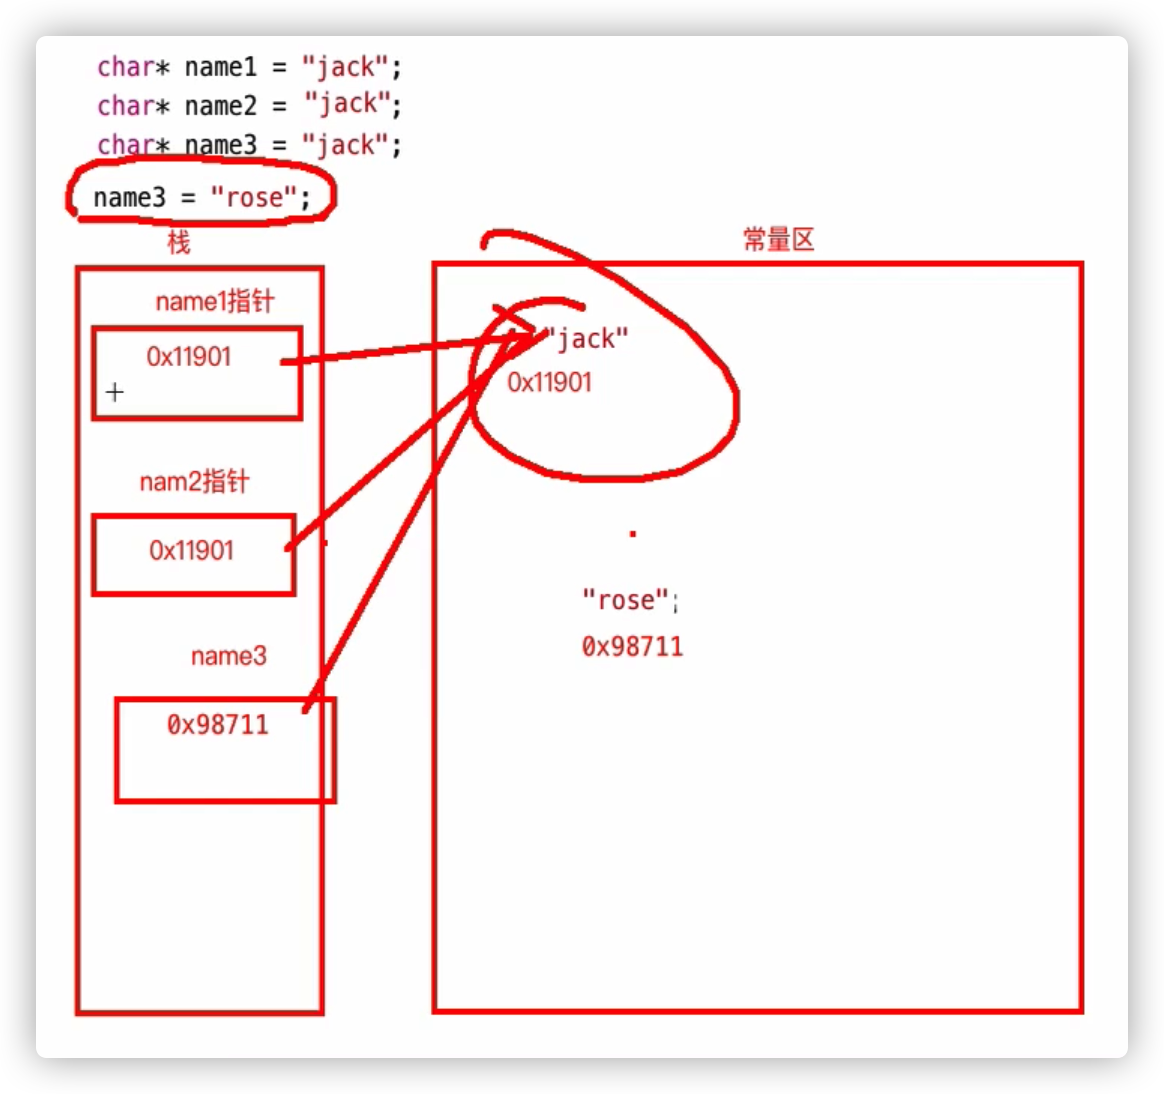 char* name1 = "jack";
char* name2 = "jack";
char* name3 = "jack";
name3 = "rose";
栈
常量区
name1指针
0x11901
"jack"
0x11901
nam2指针
0x11901
"rose";
0x98711
name3
0x98711